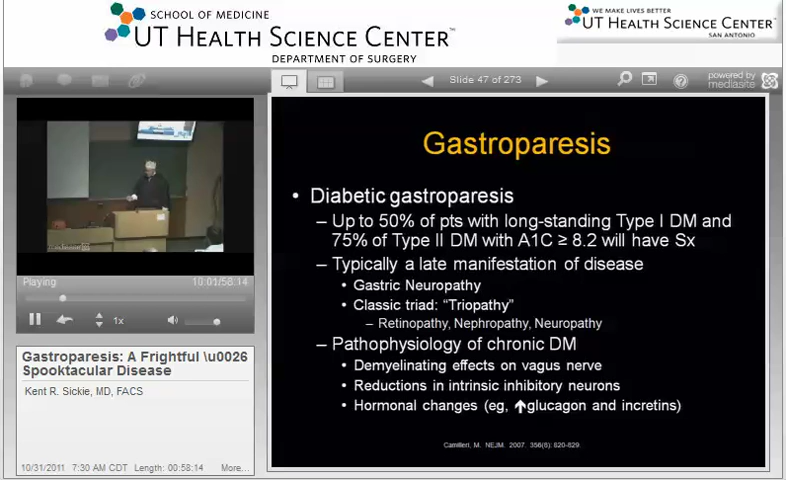 SCHOOL OF MEDICINE
UT HEALTH SCIENCE CENTER™
DEPARTMENT OF SURGERY
WE MAKE LIVES BETTER
UT HEALTH SCIENCE CENTER
SAN ANTONIO
Slide 47 of 273
powered by
mediasite
Playing
10:01/58:14
1x
Gastroparesis: A Frightful \u0026
Spooktacular Disease
Kent R. Sickie, MD, FACS
10/31/2011 7:30 AM CDT Length: 00:58:14 More...
Gastroparesis
• Diabetic gastroparesis
– Up to 50% of pts with long-standing Type I DM and
75% of Type II DM with A1C ≥ 8.2 will have Sx
– Typically a late manifestation of disease
• Gastric Neuropathy
• Classic triad: “Triopathy”
– Retinopathy, Nephropathy, Neuropathy
– Pathophysiology of chronic DM
• Demyelinating effects on vagus nerve
• Reductions in intrinsic inhibitory neurons
• Hormonal changes (eg, ↑glucagon and incretins)
Camilleri, M. NEJM. 2007. 356(8): 820-829.